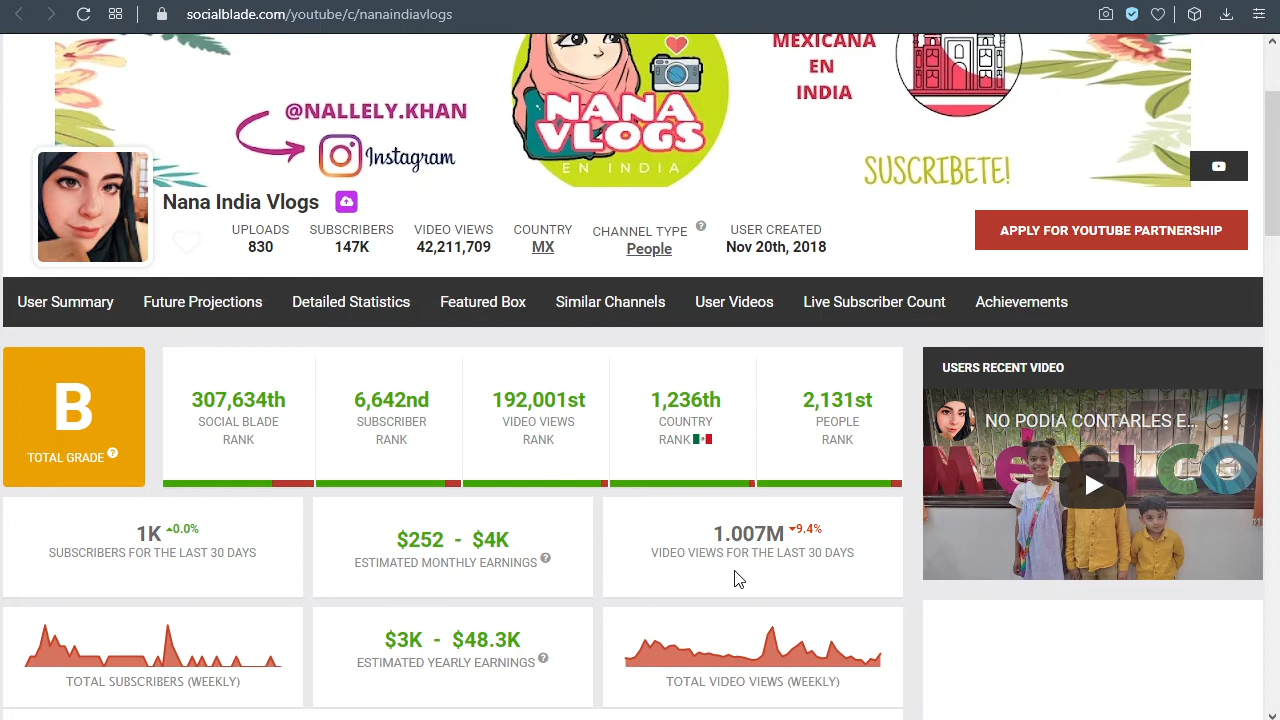 socialblade.com/youtube/c/nanaindiavlogs
@NALLELY.KHAN
Instagram
NANA
VLOGS
EN INDIA
MEXICANA
EN
INDIA
SUSCRIBETE!
Nana India Vlogs
UPLOADS
830
SUBSCRIBERS
147K
VIDEO VIEWS
42,211,709
COUNTRY
MX
CHANNEL TYPE ?
People
USER CREATED
Nov 20th, 2018
APPLY FOR YOUTUBE PARTNERSHIP
User Summary
Future Projections
Detailed Statistics
Featured Box
Similar Channels
User Videos
Live Subscriber Count
Achievements
B
TOTAL GRADE ?
307,634th
SOCIAL BLADE
RANK
6,642nd
SUBSCRIBER
RANK
192,001st
VIDEO VIEWS
RANK
1,236th
COUNTRY
RANK
2,131st
PEOPLE
RANK
USERS RECENT VIDEO
NO PODIA CONTARLES E...
México
1K 0.0%
SUBSCRIBERS FOR THE LAST 30 DAYS
$252 - $4K
ESTIMATED MONTHLY EARNINGS ?
1.007M 9.4%
VIDEO VIEWS FOR THE LAST 30 DAYS
TOTAL SUBSCRIBERS (WEEKLY)
$3K - $48.3K
ESTIMATED YEARLY EARNINGS ?
TOTAL VIDEO VIEWS (WEEKLY)